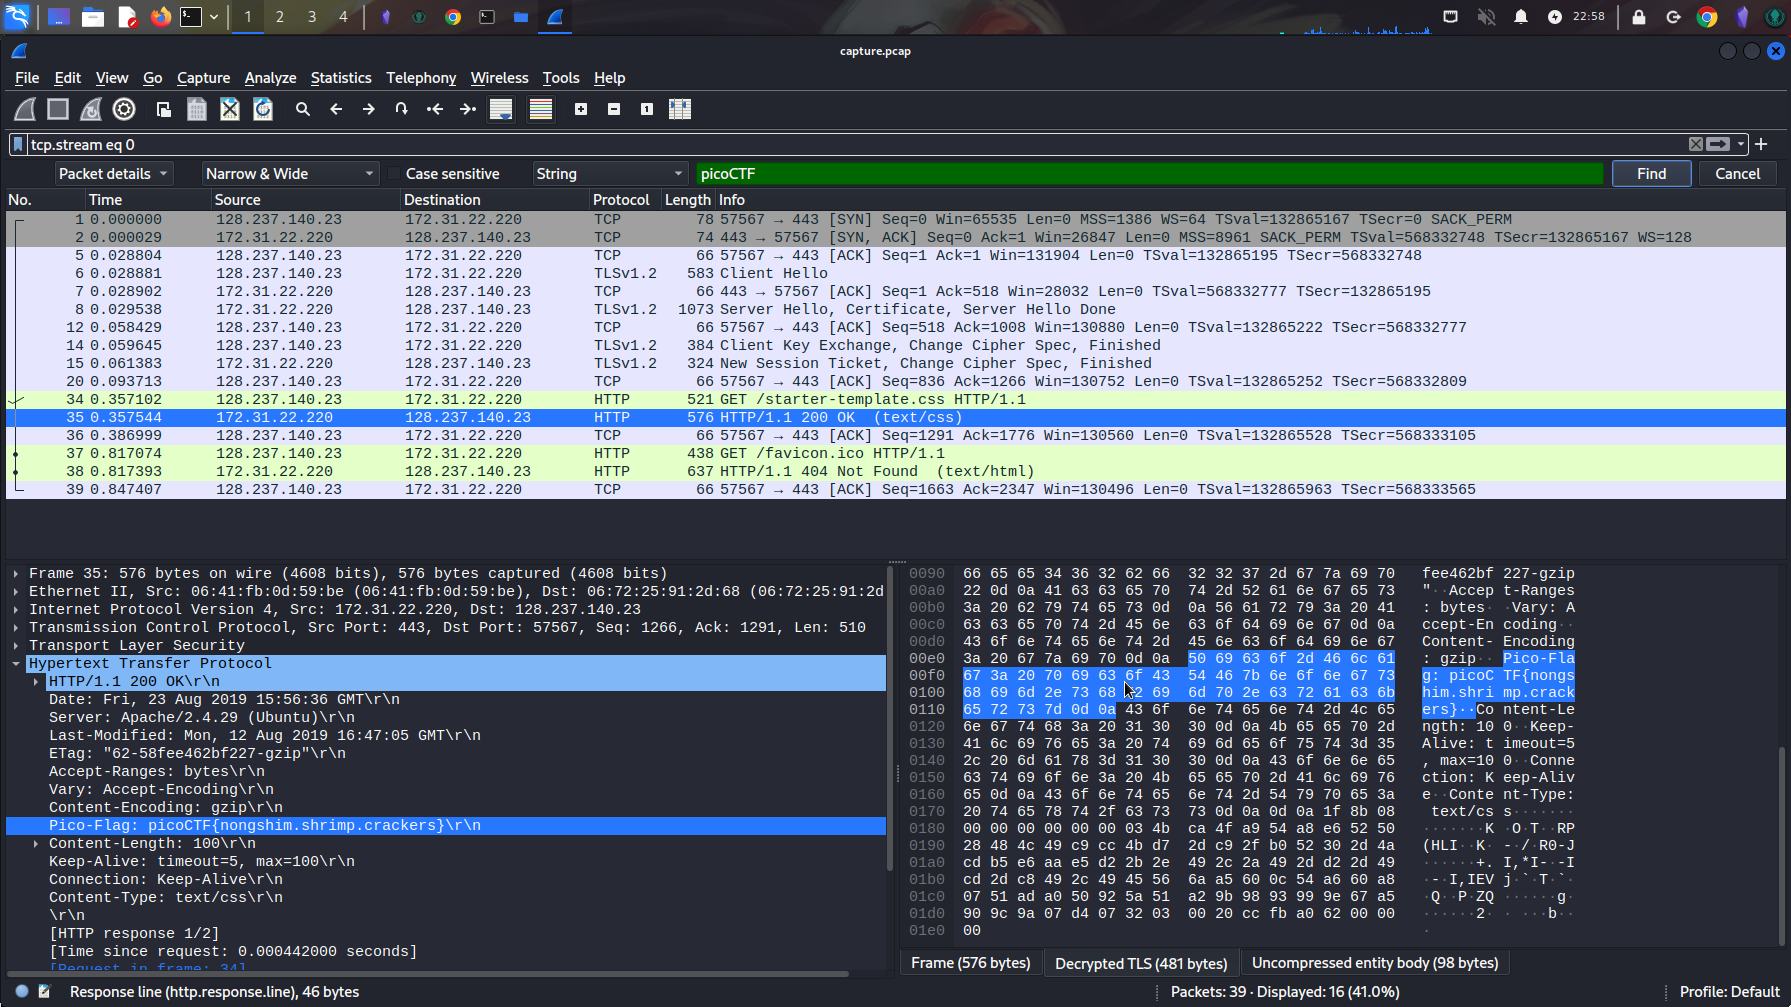 1 2 3 4 22:58
capture.pcap
File Edit View Go Capture Analyze Statistics Telephony Wireless Tools Help
tcp.stream eq 0
Packet details Narrow & Wide Case sensitive String picoCTF Find Cancel
No. Time Source Destination Protocol Length Info
1 0.000000 128.237.140.23 172.31.22.220 TCP 78 57567 → 443 [SYN] Seq=0 Win=65535 Len=0 MSS=1386 WS=64 TSval=132865167 TSecr=0 SACK_PERM
2 0.000029 172.31.22.220 128.237.140.23 TCP 74 443 → 57567 [SYN, ACK] Seq=0 Ack=1 Win=26847 Len=0 MSS=8961 SACK_PERM TSval=568332748 TSecr=132865167 WS=128
5 0.028804 128.237.140.23 172.31.22.220 TCP 66 57567 → 443 [ACK] Seq=1 Ack=1 Win=131904 Len=0 TSval=132865195 TSecr=568332748
6 0.028881 128.237.140.23 172.31.22.220 TLSv1.2 583 Client Hello
7 0.028902 172.31.22.220 128.237.140.23 TCP 66 443 → 57567 [ACK] Seq=1 Ack=518 Win=28032 Len=0 TSval=568332777 TSecr=132865195
8 0.029538 172.31.22.220 128.237.140.23 TLSv1.2 1073 Server Hello, Certificate, Server Hello Done
12 0.058429 128.237.140.23 172.31.22.220 TCP 66 57567 → 443 [ACK] Seq=518 Ack=1008 Win=130880 Len=0 TSval=132865222 TSecr=568332777
14 0.059645 128.237.140.23 172.31.22.220 TLSv1.2 384 Client Key Exchange, Change Cipher Spec, Finished
15 0.061383 172.31.22.220 128.237.140.23 TLSv1.2 324 New Session Ticket, Change Cipher Spec, Finished
20 0.093713 128.237.140.23 172.31.22.220 TCP 66 57567 → 443 [ACK] Seq=836 Ack=1266 Win=130752 Len=0 TSval=132865252 TSecr=568332809
34 0.357102 128.237.140.23 172.31.22.220 HTTP 521 GET /starter-template.css HTTP/1.1
35 0.357544 172.31.22.220 128.237.140.23 HTTP 576 HTTP/1.1 200 OK (text/css)
36 0.386999 128.237.140.23 172.31.22.220 TCP 66 57567 → 443 [ACK] Seq=1291 Ack=1776 Win=130560 Len=0 TSval=132865528 TSecr=568333105
37 0.817074 128.237.140.23 172.31.22.220 HTTP 438 GET /favicon.ico HTTP/1.1
38 0.817393 172.31.22.220 128.237.140.23 HTTP 637 HTTP/1.1 404 Not Found (text/html)
39 0.847407 128.237.140.23 172.31.22.220 TCP 66 57567 → 443 [ACK] Seq=1663 Ack=2347 Win=130496 Len=0 TSval=132865963 TSecr=568333565
Frame 35: 576 bytes on wire (4608 bits), 576 bytes captured (4608 bits)
Ethernet II, Src: 06:41:fb:0d:59:be (06:41:fb:0d:59:be), Dst: 06:72:25:91:2d:68 (06:72:25:91:2d
Internet Protocol Version 4, Src: 172.31.22.220, Dst: 128.237.140.23
Transmission Control Protocol, Src Port: 443, Dst Port: 57567, Seq: 1266, Ack: 1291, Len: 510
Transport Layer Security
Hypertext Transfer Protocol
HTTP/1.1 200 OK\r\n
Date: Fri, 23 Aug 2019 15:56:36 GMT\r\n
Server: Apache/2.4.29 (Ubuntu)\r\n
Last-Modified: Mon, 12 Aug 2019 16:47:05 GMT\r\n
ETag: "62-58fee462bf227-gzip"\r\n
Accept-Ranges: bytes\r\n
Vary: Accept-Encoding\r\n
Content-Encoding: gzip\r\n
Pico-Flag: picoCTF{nongshim.shrimp.crackers}\r\n
Content-Length: 100\r\n
Keep-Alive: timeout=5, max=100\r\n
Connection: Keep-Alive\r\n
Content-Type: text/css\r\n
\r\n
[HTTP response 1/2]
[Time since request: 0.000442000 seconds]
[Request in frame: 34]
0090 66 65 65 34 36 32 62 66 32 32 37 2d 67 7a 69 70 fee462bf 227-gzip
00a0 22 0d 0a 41 63 63 65 70 74 2d 52 61 6e 67 65 73 "··Accep t-Ranges
00b0 3a 20 62 79 74 65 73 0d 0a 56 61 72 79 3a 20 41 : bytes· ·Vary: A
00c0 63 63 65 70 74 2d 45 6e 63 6f 64 69 6e 67 0d 0a ccept-En coding··
00d0 43 6f 6e 74 65 6e 74 2d 45 6e 63 6f 64 69 6e 67 Content- Encoding
00e0 3a 20 67 7a 69 70 0d 0a 50 69 63 6f 2d 46 6c 61 : gzip·· Pico-Fla
00f0 67 3a 20 70 69 63 6f 43 54 46 7b 6e 6f 6e 67 73 g: picoC TF{nongs
0100 68 69 6d 2e 73 68 72 69 6d 70 2e 63 72 61 63 6b him.shri mp.crack
0110 65 72 73 7d 0d 0a 43 6f 6e 74 65 6e 74 2d 4c 65 ers}··Co ntent-Le
0120 6e 67 74 68 3a 20 31 30 30 0d 0a 4b 65 65 70 2d ngth: 10 0··Keep-
0130 41 6c 69 76 65 3a 20 74 69 6d 65 6f 75 74 3d 35 Alive: t imeout=5
0140 2c 20 6d 61 78 3d 31 30 30 0d 0a 43 6f 6e 6e 65 , max=10 0··Conne
0150 63 74 69 6f 6e 3a 20 4b 65 65 70 2d 41 6c 69 76 ction: K eep-Aliv
0160 65 0d 0a 43 6f 6e 74 65 6e 74 2d 54 79 70 65 3a e··Conte nt-Type:
0170 20 74 65 78 74 2f 63 73 73 0d 0a 0d 0a 1f 8b 08 text/cs s·······
0180 00 00 00 00 00 00 03 4b ca 4f a9 54 a8 e6 52 50 ·······K ·O·T··RP
0190 28 48 4c 49 c9 cc 4b d7 2d c9 2f b0 52 30 2d 4a (HLI··K· -·/·R0-J
01a0 cd b5 e6 aa e5 d2 2b 2e 49 2c 2a 49 2d d2 2d 49 ······+. I,*I-·-I
01b0 cd 2d c8 49 2c 49 45 56 6a a5 60 0c 54 a6 60 a8 ·-·I,IEV j·`·T·`·
01c0 07 51 ad a0 50 92 5a 51 a2 9b 98 93 99 9e 67 a5 ·Q··P·ZQ ······g·
01d0 90 9c 9a 07 d4 07 32 03 00 20 cc fb a0 62 00 00 ······2· · ···b··
01e0 00 ·
Frame (576 bytes) Decrypted TLS (481 bytes) Uncompressed entity body (98 bytes)
Response line (http.response.line), 46 bytes Packets: 39 · Displayed: 16 (41.0%) Profile: Default